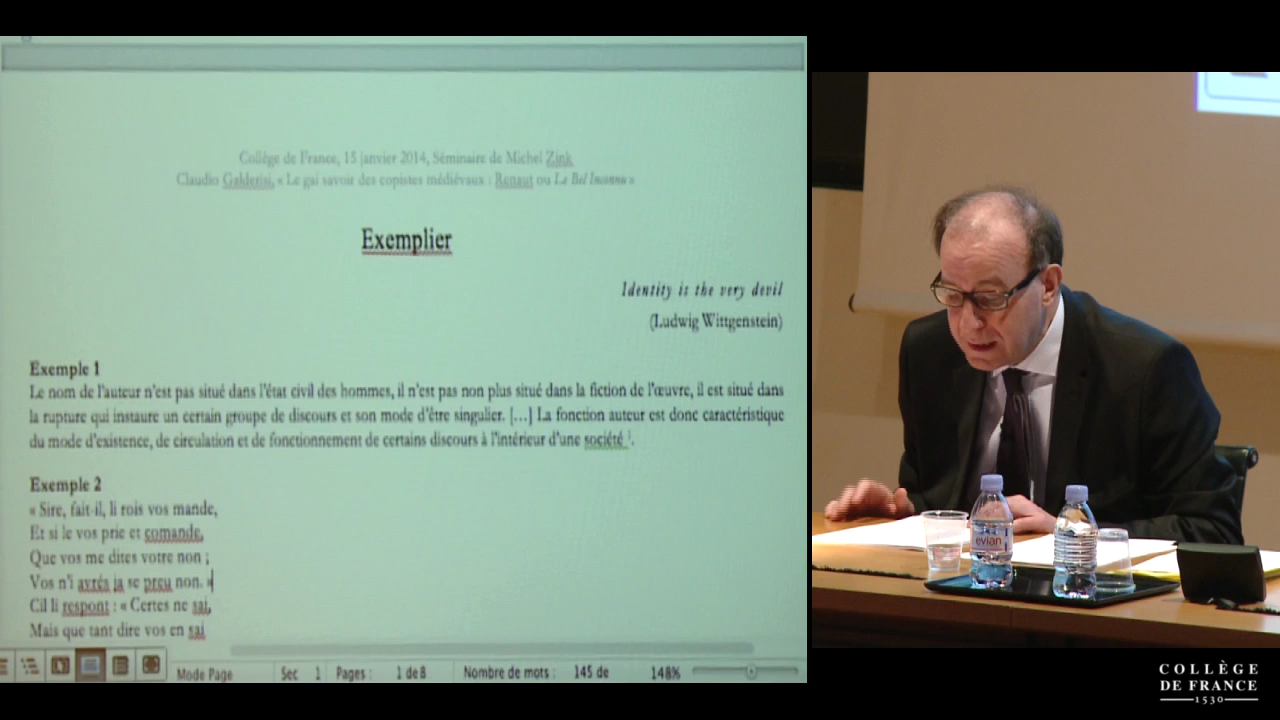 Collège de France, 15 janvier 2014, Séminaire de Michel Zink
Claudio Galderisi, « Le gai savoir des copistes médiévaux : Renaut ou Le Bel Inconnu »
Exemplier
Identity is the very devil
(Ludwig Wittgenstein)
Exemple 1
Le nom de l'auteur n'est pas situé dans l'état civil des hommes, il n'est pas non plus situé dans la fiction de l'œuvre, il est situé dans
la rupture qui instaure un certain groupe de discours et son mode d'être singulier. [...] La fonction auteur est donc caractéristique
du mode d'existence, de circulation et de fonctionnement de certains discours à l'intérieur d'une société 1.
Exemple 2
« Sire, fait-il, li rois vos mande,
Et si le vos prie et comande,
Que vos me dites votre non ;
Vos n'i avrés ja se preu non. »
Cil li respont : « Certes ne sai,
Mais que tant dire vos en sai
Mode Page Sec 1 Pages : 1 de 8 Nombre de mots : 145 de 148%
evian
COLLÈGE
DE FRANCE
1530